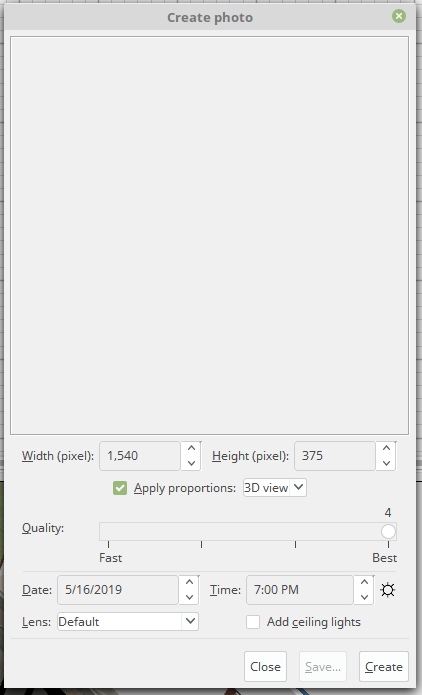 Create photo
Width (pixel): 1,540 Height (pixel): 375
Apply proportions: 3D view
4
Quality:
Fast Best
Date: 5/16/2019 Time: 7:00 PM
Lens: Default Add ceiling lights
Close Save... Create